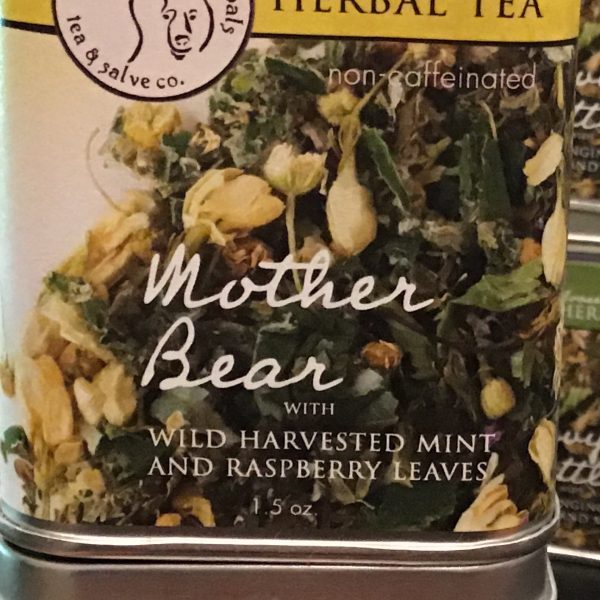 HERBAL TEA
tea & salve co.
non-caffeinated
Mother
Bear
WITH
WILD HARVESTED MINT
AND RASPBERRY LEAVES
1.5 oz.